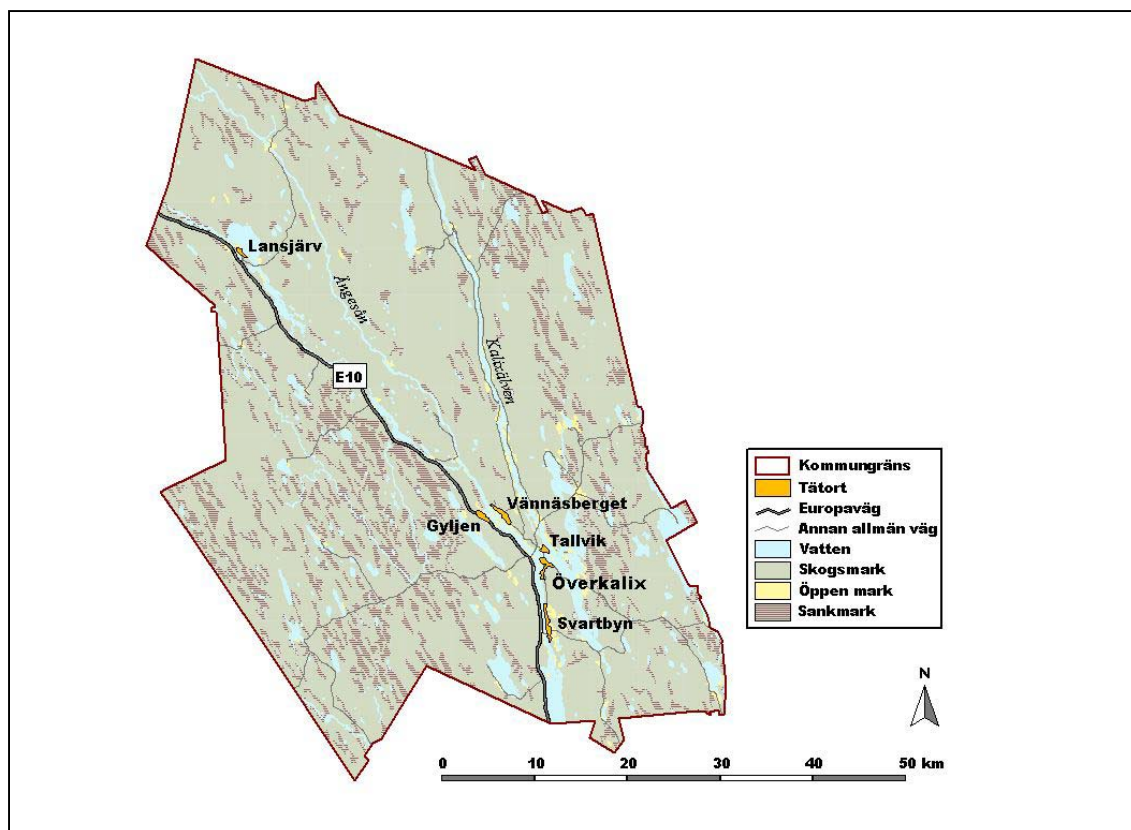 Lansjärv
Ängesån
Kalixälven
E10
Vännäsberget
Gyljen
Tallvik
Överkalix
Svartbyn
Kommungräns
Tätort
Europaväg
Annan allmän väg
Vatten
Skogsmark
Öppen mark
Sankmark
N
0 10 20 30 40 50 km